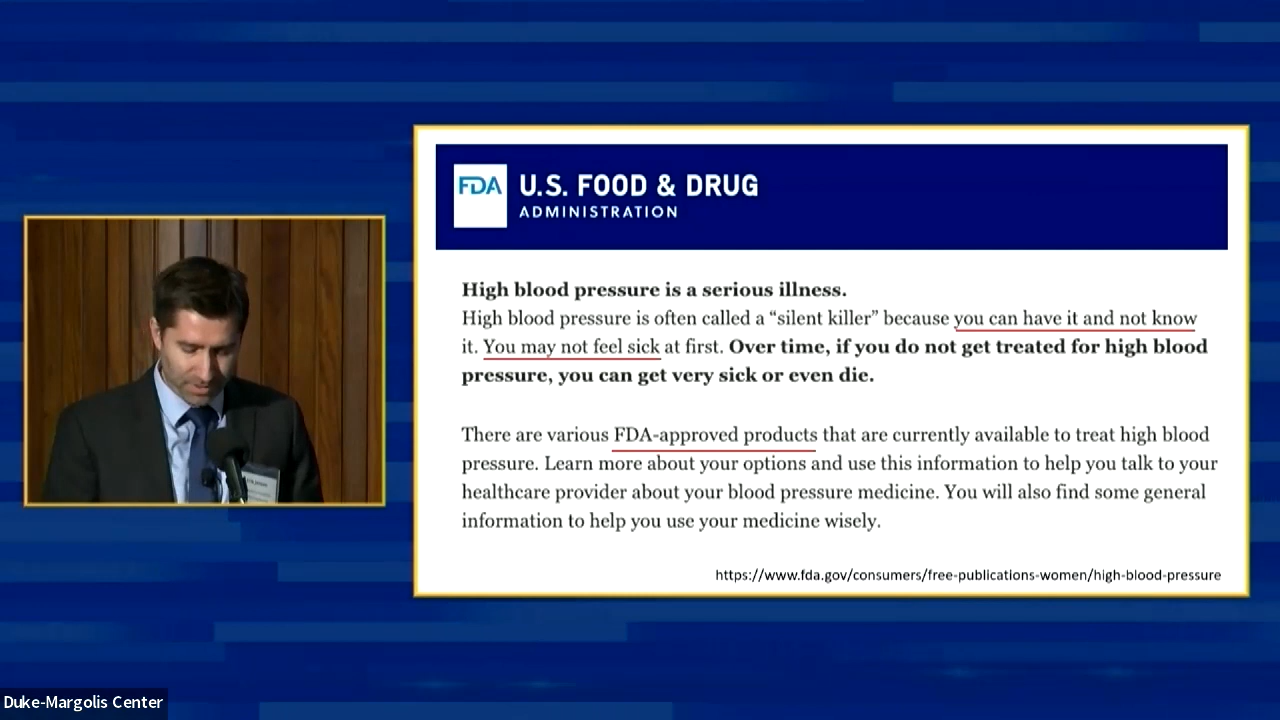 FDA U.S. FOOD & DRUG
ADMINISTRATION
High blood pressure is a serious illness.
High blood pressure is often called a “silent killer” because you can have it and not know
it. You may not feel sick at first. Over time, if you do not get treated for high blood
pressure, you can get very sick or even die.
There are various FDA-approved products that are currently available to treat high blood
pressure. Learn more about your options and use this information to help you talk to your
healthcare provider about your blood pressure medicine. You will also find some general
information to help you use your medicine wisely.
https://www.fda.gov/consumers/free-publications-women/high-blood-pressure
Duke-Margolis Center